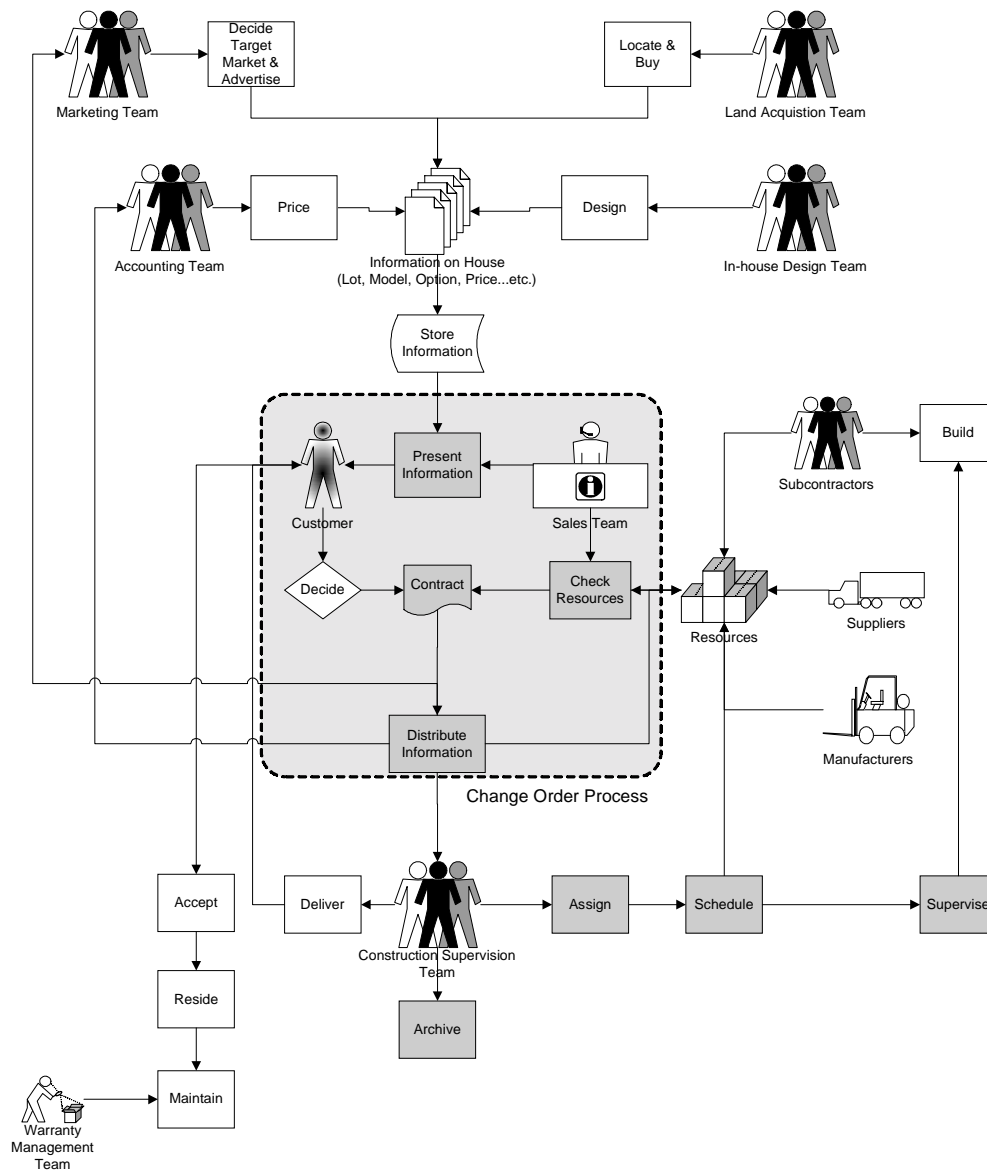 Decide
Target
Market &
Advertise
Locate &
Buy
Marketing Team
Land Acquistion Team
Price
Design
Accounting Team
Information on House
(Lot, Model, Option, Price...etc.)
In-house Design Team
Store
Information
Present
Information
Build
Subcontractors
Customer
Sales Team
Decide
Contract
Check
Resources
Resources
Suppliers
Distribute
Information
Manufacturers
Change Order Process
Accept
Deliver
Assign
Schedule
Supervise
Construction Supervision
Team
Reside
Archive
Maintain
Warranty
Management
Team